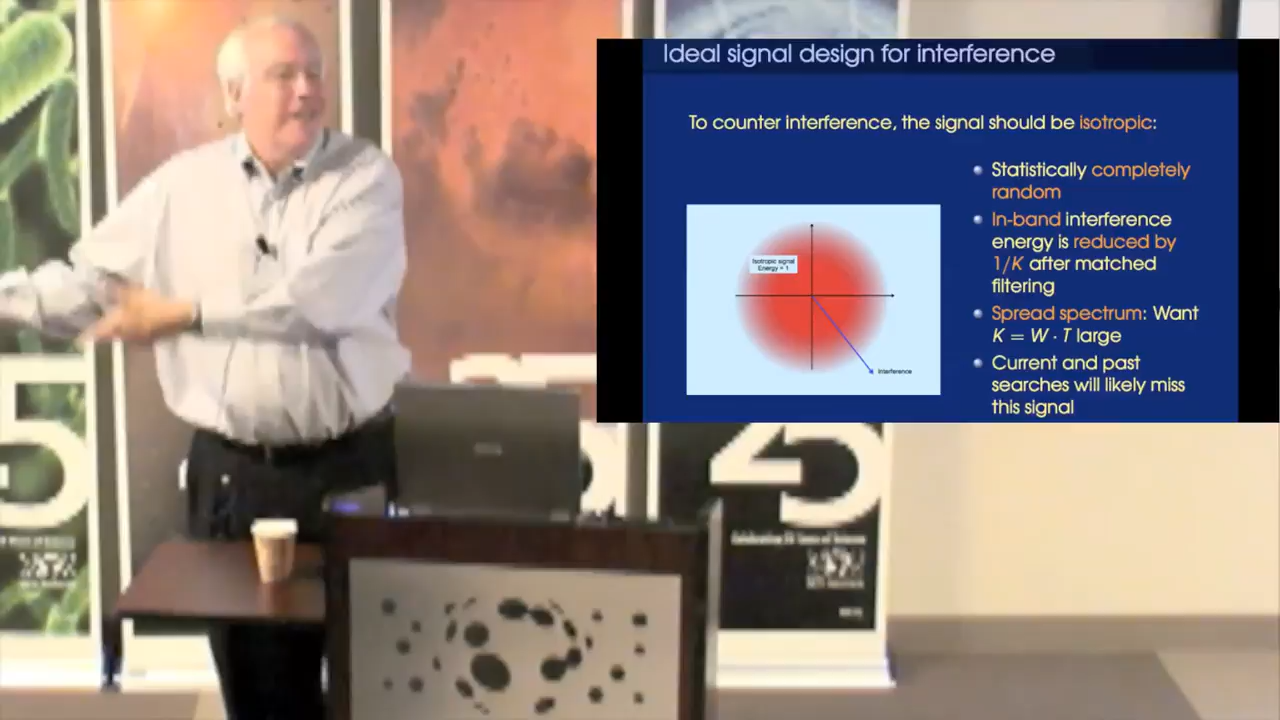 Ideal signal design for interference
To counter interference, the signal should be isotropic:
Statistically completely
random
In-band interference
energy is reduced by
1/K after matched
filtering
Spread spectrum: Want
K = W · T large
Current and past
searches will likely miss
this signal
Isotropic signal
Energy = 1
Interference
5
25
Celebrating 25 Years of Science